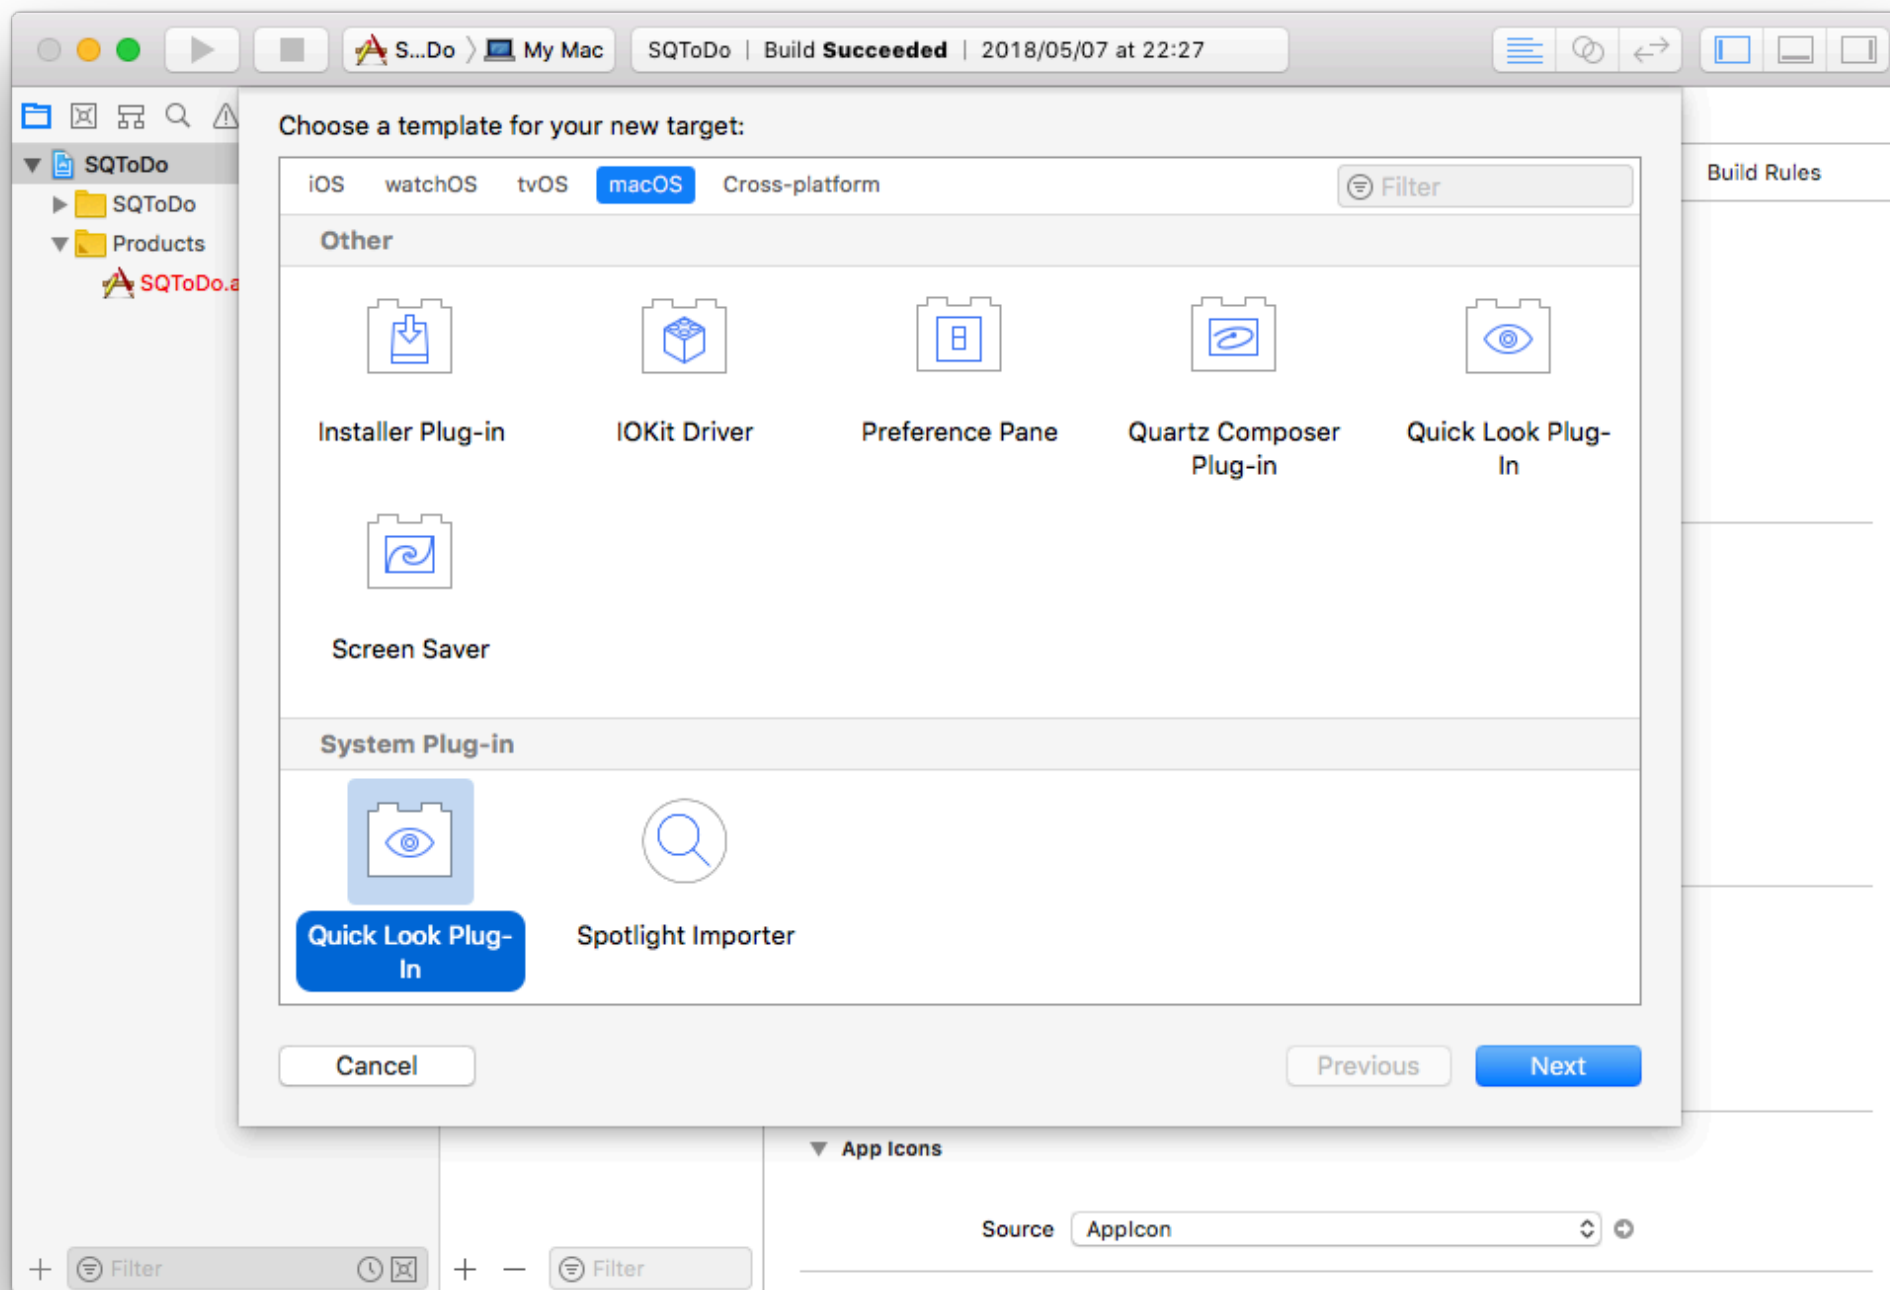 S...Do 〉 My Mac
SQToDo | Build Succeeded | 2018/05/07 at 22:27
SQToDo
SQToDo
Products
SQToDo.a
Choose a template for your new target:
iOS watchOS tvOS macOS Cross-platform
Filter
Other
Installer Plug-in
IOKit Driver
Preference Pane
Quartz Composer
Plug-in
Quick Look Plug-
In
Screen Saver
System Plug-in
Quick Look Plug-
In
Spotlight Importer
Cancel
Previous
Next
Build Rules
App Icons
Source AppIcon
Filter
Filter